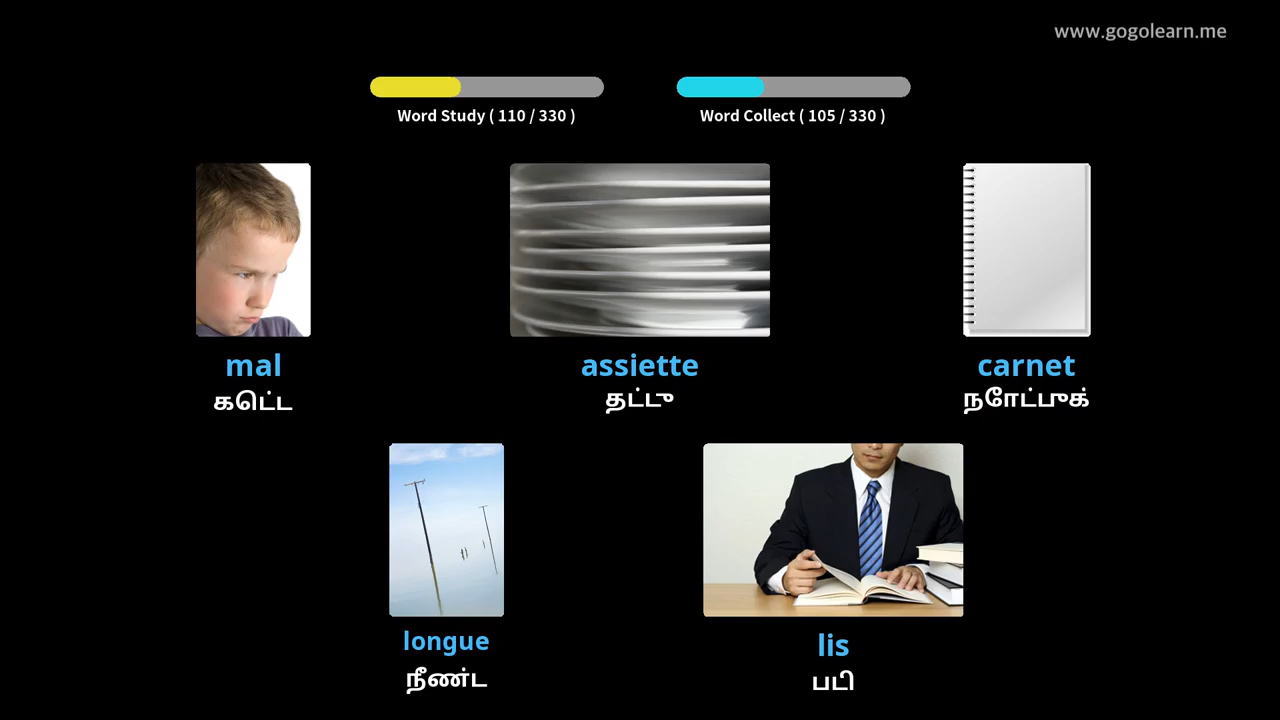 www.gogolearn.me
Word Study ( 110 / 330 )
Word Collect ( 105 / 330 )
mal
கெட்ட
assiette
தட்டு
carnet
நோட்புக்
longue
நீண்ட
lis
படி